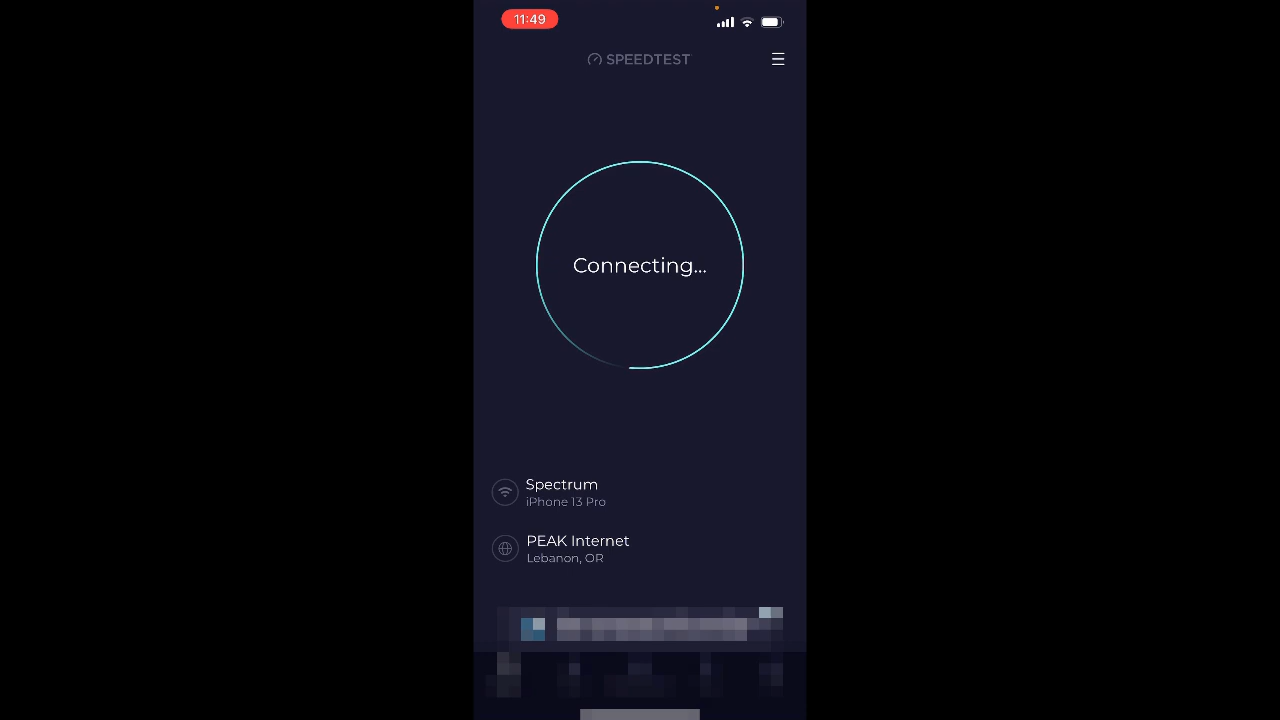 11:49
SPEEDTEST
Connecting...
Spectrum
iPhone 13 Pro
PEAK Internet
Lebanon, OR